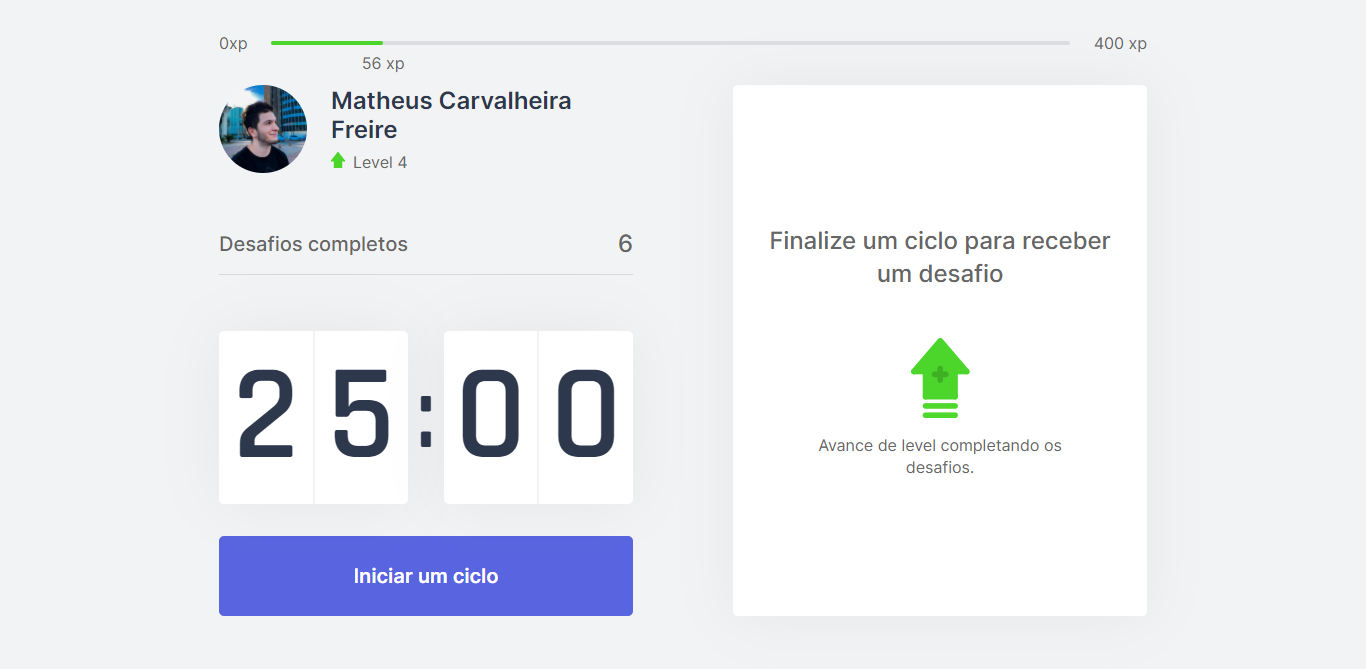 0xp
400 xp
56 xp
Matheus Carvalheira
Freire
Level 4
Desafios completos 6
25:00
Iniciar um ciclo
Finalize um ciclo para receber
um desafio
Avance de level completando os
desafios.